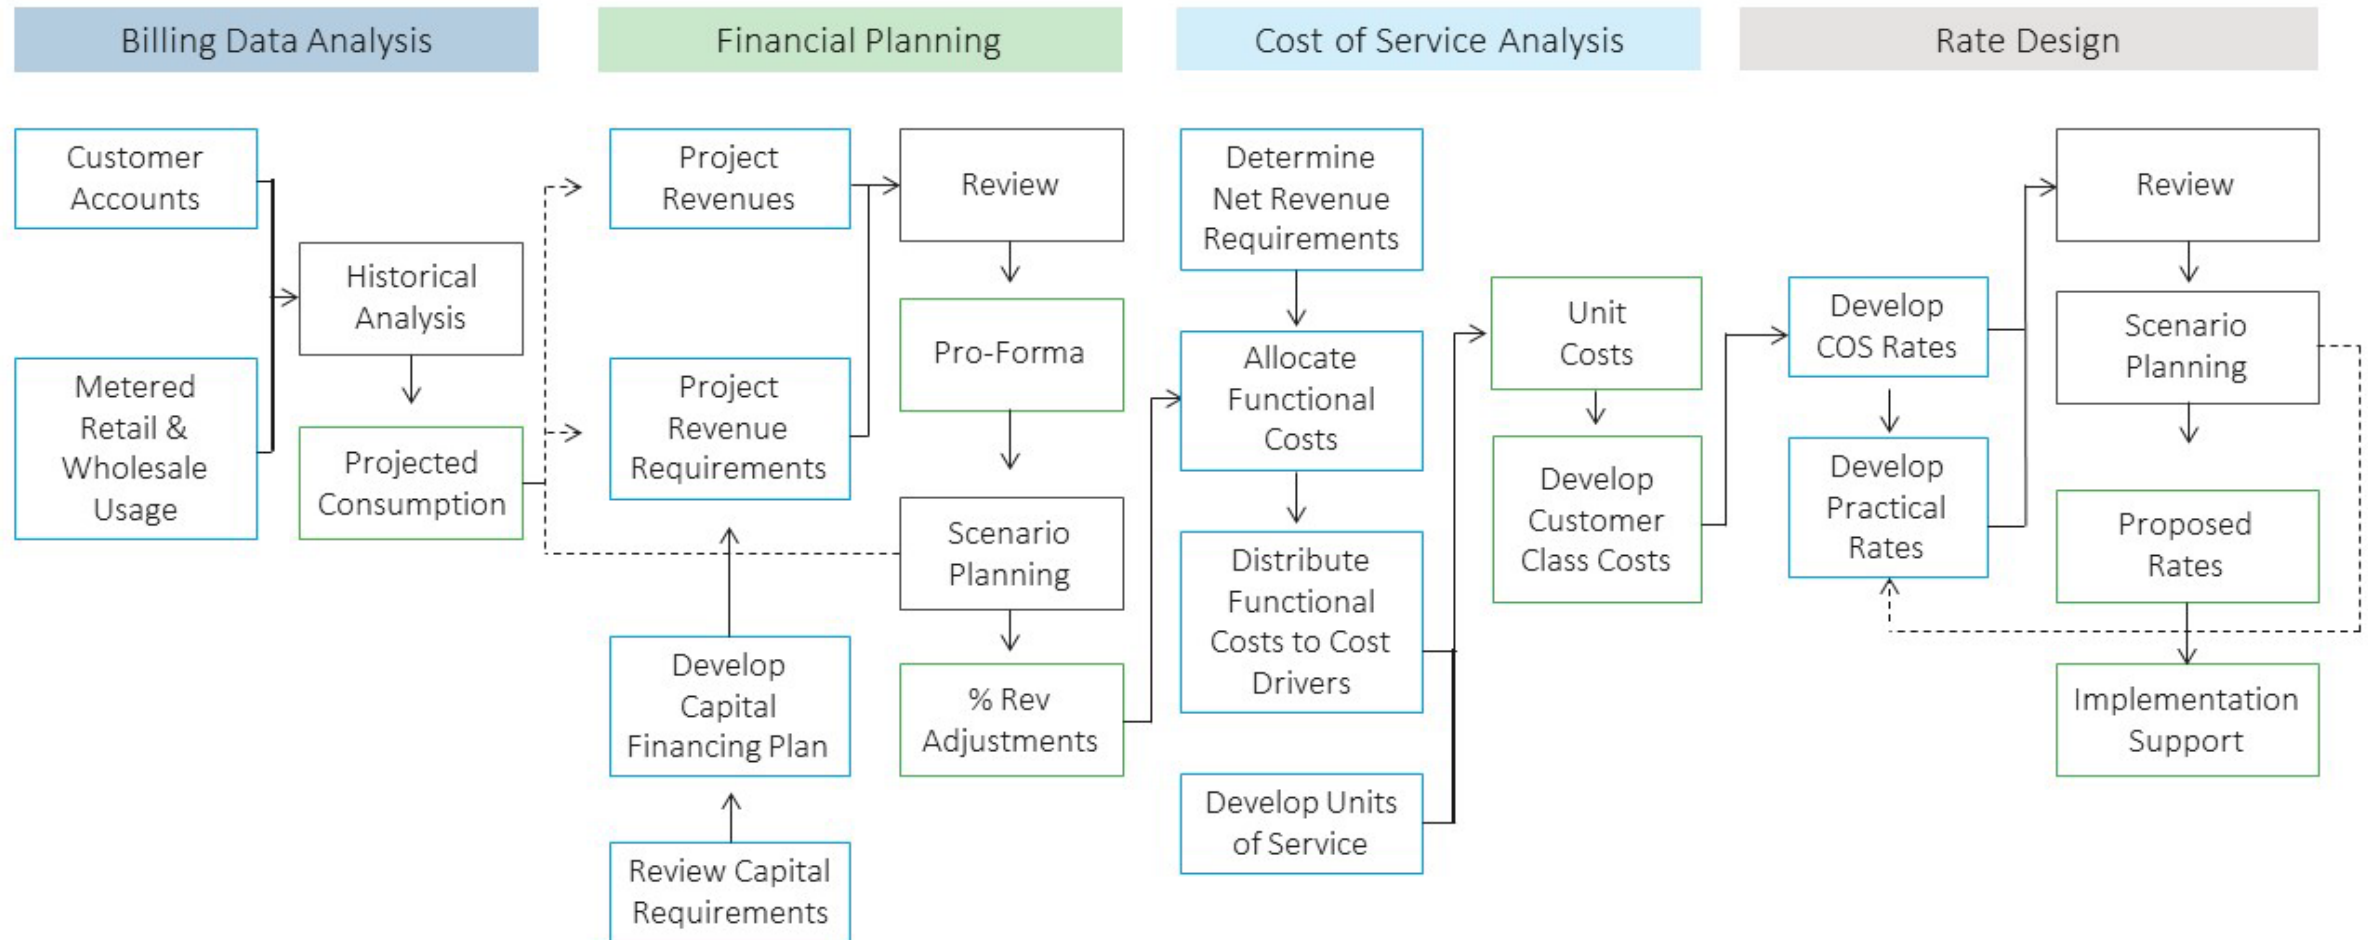 Billing Data Analysis
Financial Planning
Cost of Service Analysis
Rate Design
Customer
Accounts
Metered
Retail &
Wholesale
Usage
Historical
Analysis
Projected
Consumption
Project
Revenues
Project
Revenue
Requirements
Develop
Capital
Financing Plan
Review Capital
Requirements
Review
Pro-Forma
Scenario
Planning
% Rev
Adjustments
Determine
Net Revenue
Requirements
Allocate
Functional
Costs
Distribute
Functional
Costs to Cost
Drivers
Develop Units
of Service
Unit
Costs
Develop
Customer
Class Costs
Develop
COS Rates
Develop
Practical
Rates
Review
Scenario
Planning
Proposed
Rates
Implementation
Support